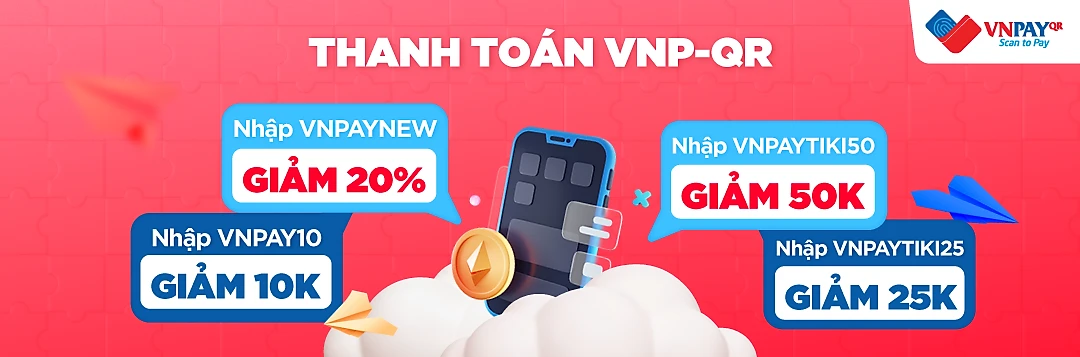 VNPAYQR
Scan to Pay
THANH TOÁN VNP-QR
Nhập VNPAYNEW
GIẢM 20%
Nhập VNPAY10
GIẢM 10K
Nhập VNPAYTIKI50
GIẢM 50K
Nhập VNPAYTIKI25
GIẢM 25K